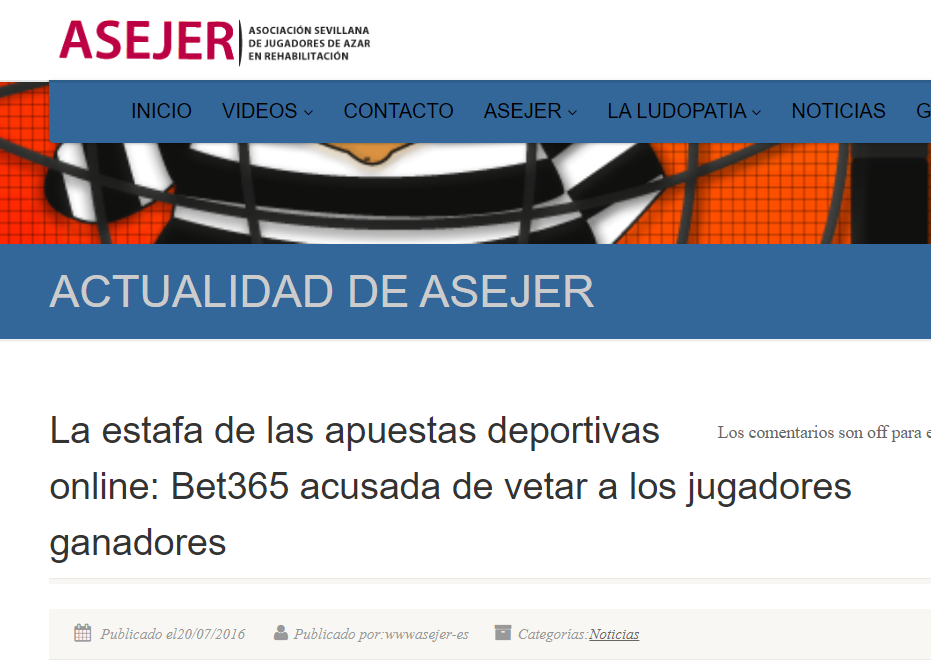 ASEJER
ASOCIACIÓN SEVILLANA
DE JUGADORES DE AZAR
EN REHABILITACIÓN
INICIO VIDEOS CONTACTO ASEJER LA LUDOPATIA NOTICIAS G
ACTUALIDAD DE ASEJER
La estafa de las apuestas deportivas
Los comentarios son off para e
online: Bet365 acusada de vetar a los jugadores
ganadores
Publicado el20/07/2016 Publicado por:wwwasejer-es Categorías:Noticias